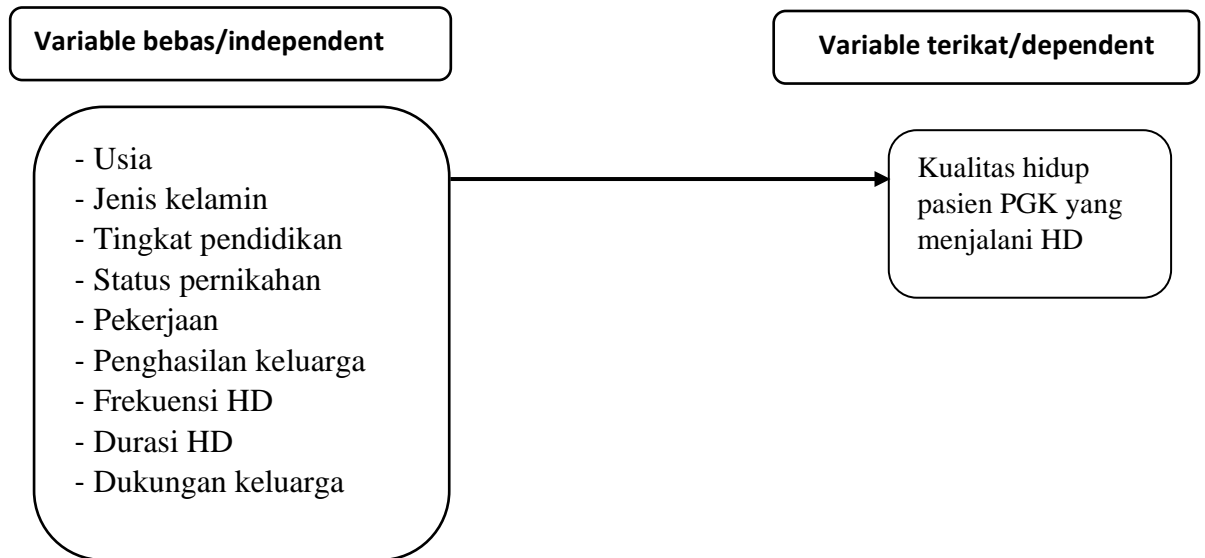 Variable bebas/independent
Variable terikat/dependent
- Usia
- Jenis kelamin
- Tingkat pendidikan
- Status pernikahan
- Pekerjaan
- Penghasilan keluarga
- Frekuensi HD
- Durasi HD
- Dukungan keluarga
Kualitas hidup
pasien PGK yang
menjalani HD